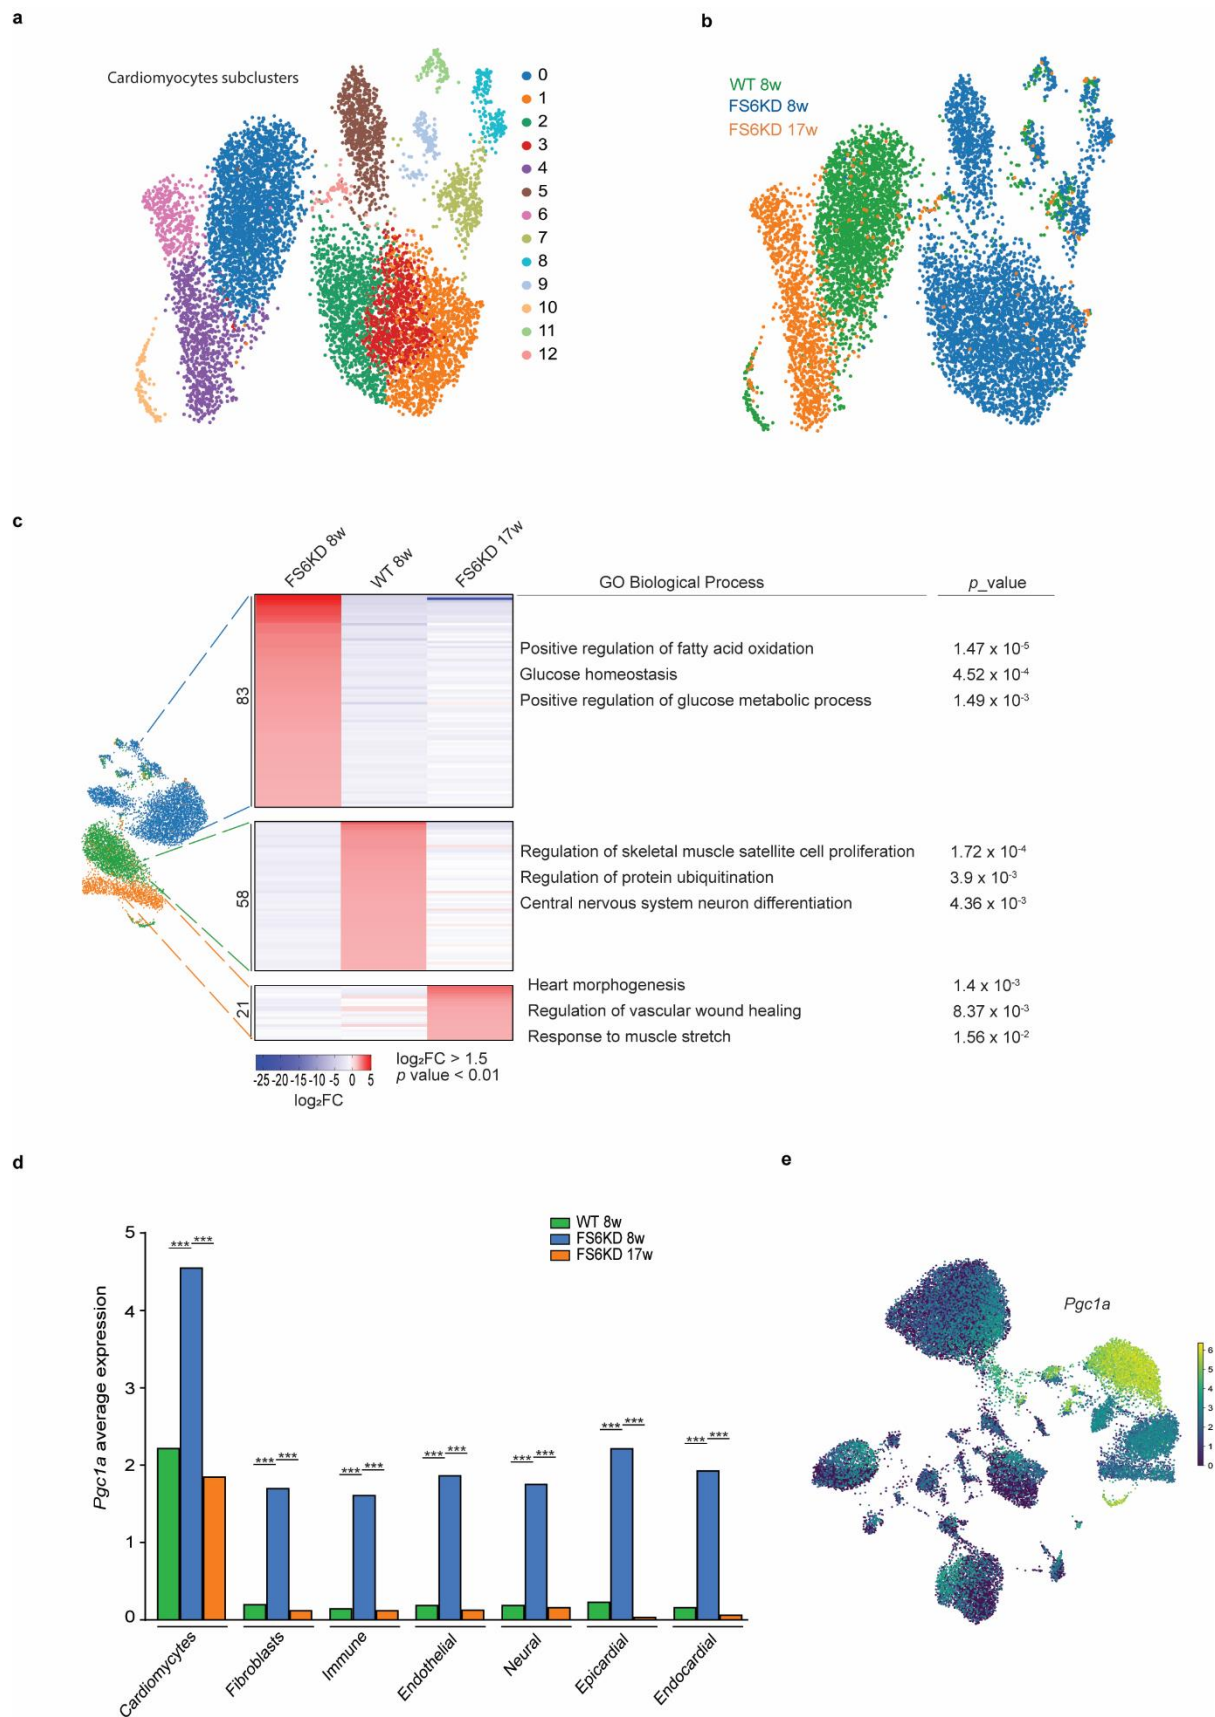 a
Cardiomyocytes subclusters
0
1
2
3
4
5
6
7
8
9
10
11
12
b
WT 8w
FS6KD 8w
FS6KD 17w
c
FS6KD 8w
WT 8w
FS6KD 17w
GO Biological Process
p_value
83
Positive regulation of fatty acid oxidation 1.47 x 10⁻⁵
Glucose homeostasis 4.52 x 10⁻⁴
Positive regulation of glucose metabolic process 1.49 x 10⁻³
58
Regulation of skeletal muscle satellite cell proliferation 1.72 x 10⁻⁴
Regulation of protein ubiquitination 3.9 x 10⁻³
Central nervous system neuron differentiation 4.36 x 10⁻³
21
Heart morphogenesis 1.4 x 10⁻³
Regulation of vascular wound healing 8.37 x 10⁻³
Response to muscle stretch 1.56 x 10⁻²
-25 -20 -15 -10 -5 0 5
log₂FC
log₂FC > 1.5
p value < 0.01
d
WT 8w
FS6KD 8w
FS6KD 17w
Pgc1a average expression
5
4
3
2
1
0
*** ***
*** ***
*** ***
*** ***
*** ***
*** ***
*** ***
Cardiomycytes
Fibroblasts
Immune
Endothelial
Neural
Epicardial
Endocardial
e
Pgc1a
6
5
4
3
2
1
0